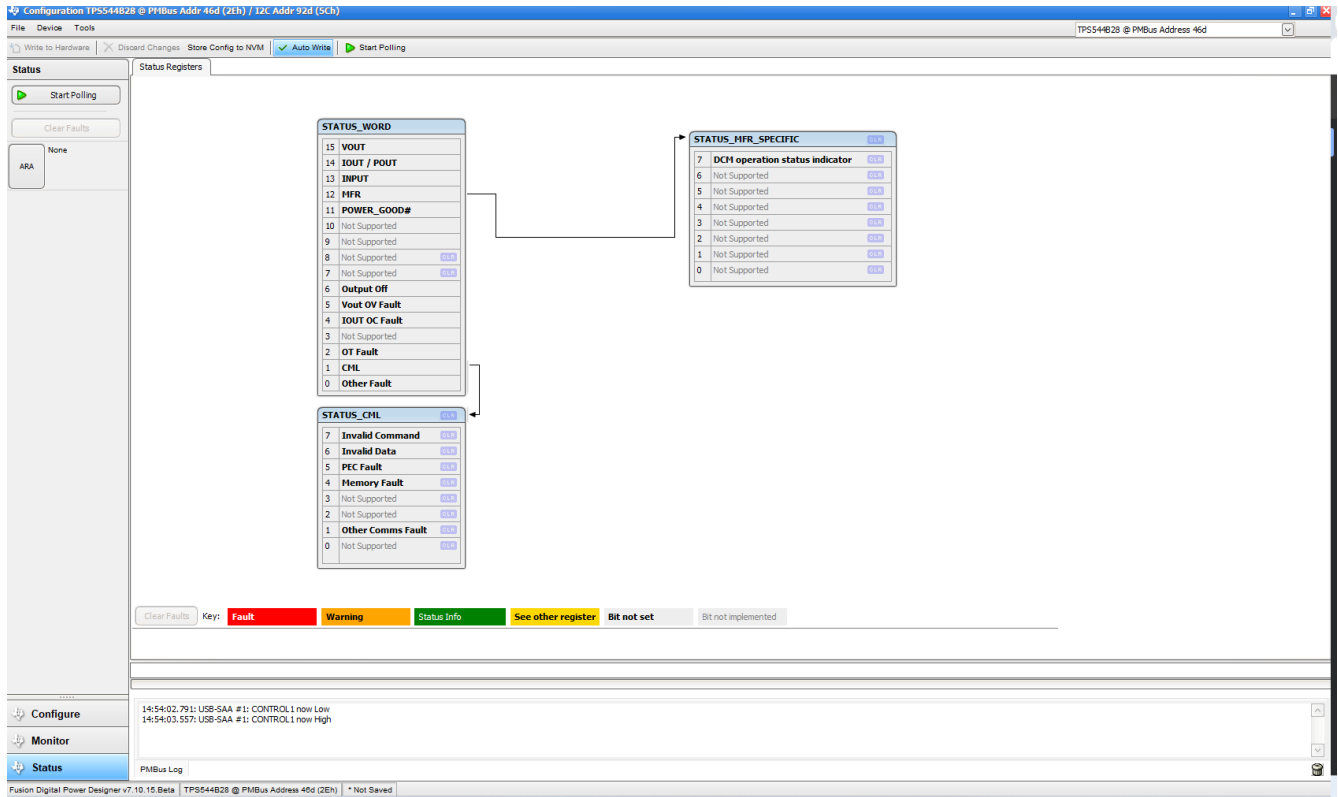 Configuration TPS544B28 @ PMBus Addr 46d (2Eh) / I2C Addr 92d (5Ch)
File Device Tools
TPS544B28 @ PMBus Address 46d
Write to Hardware Discard Changes Store Config to NVM Auto Write Start Polling
Status
Start Polling
Clear Faults
ARA None
Status Registers
STATUS_WORD
15 VOUT
14 IOUT / POUT
13 INPUT
12 MFR
11 POWER_GOOD#
10 Not Supported
9 Not Supported
8 Not Supported CLR
7 Not Supported CLR
6 Output Off
5 Vout OV Fault
4 IOUT OC Fault
3 Not Supported
2 OT Fault
1 CML
0 Other Fault
STATUS_MFR_SPECIFIC CLR
7 DCM operation status indicator CLR
6 Not Supported CLR
5 Not Supported CLR
4 Not Supported CLR
3 Not Supported CLR
2 Not Supported CLR
1 Not Supported CLR
0 Not Supported CLR
STATUS_CML CLR
7 Invalid Command CLR
6 Invalid Data CLR
5 PEC Fault CLR
4 Memory Fault CLR
3 Not Supported CLR
2 Not Supported CLR
1 Other Comms Fault CLR
0 Not Supported CLR
Clear Faults Key: Fault Warning Status Info See other register Bit not set Bit not implemented
Configure
Monitor
Status
14:54:02.791: USB-SAA #1: CONTROL1 now Low
14:54:03.557: USB-SAA #1: CONTROL1 now High
PMBus Log
Fusion Digital Power Designer v7.10.15.Beta TPS544B28 @ PMBus Address 46d (2Eh) * Not Saved